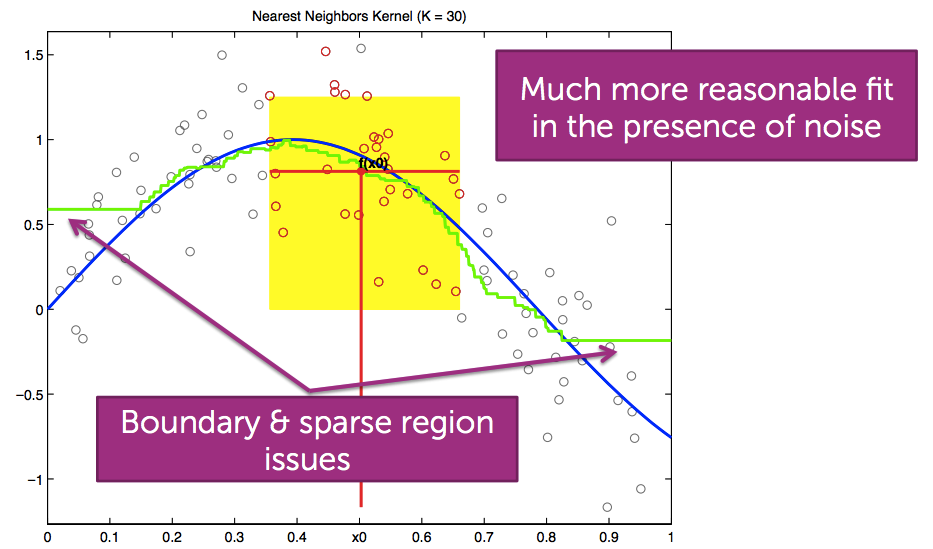 Nearest Neighbors Kernel (K = 30)
1.5
1
0.5
0
−0.5
−1
0
0.1
0.2
0.3
0.4
x0
0.6
0.7
0.8
0.9
1
f(x0)
Much more reasonable fit
in the presence of noise
Boundary & sparse region
issues